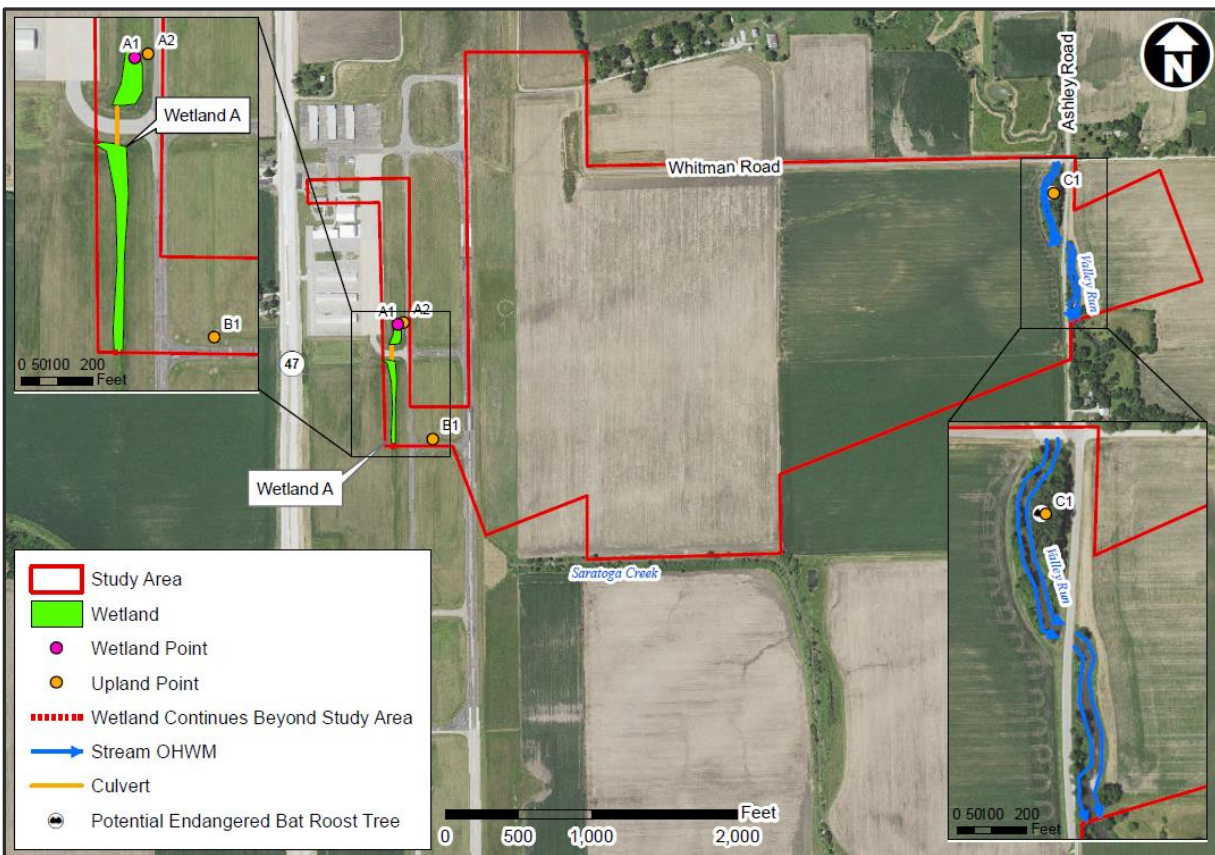 A1
A2
Wetland A
B1
0 50100 200
Feet
N
Ashley Road
Whitman Road
C1
Valley Run
A1
A2
47
B1
Wetland A
Saratoga Creek
C1
Valley Run
0 50100 200
Feet
Study Area
Wetland
Wetland Point
Upland Point
Wetland Continues Beyond Study Area
Stream OHWM
Culvert
Potential Endangered Bat Roost Tree
Feet
0 500 1,000 2,000